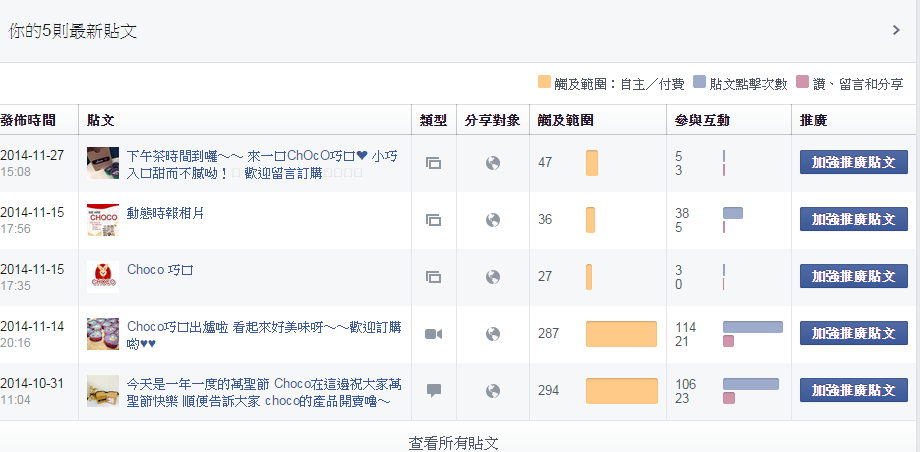 你的5則最新貼文
觸及範圍：自主／付費 貼文點擊次數 讚、留言和分享
發佈時間 貼文 類型 分享對象 觸及範圍 參與互動 推廣
2014-11-27 15:08
下午茶時間到囉～～ 來一口ChOcO巧口♥ 小巧
入口甜而不膩呦！ 歡迎留言訂購
47
5
3
加強推廣貼文
2014-11-15 17:56
動態時報相片
36
38
5
加強推廣貼文
2014-11-15 17:35
Choco 巧口
27
3
0
加強推廣貼文
2014-11-14 20:16
Choco巧口出爐啦 看起來好美味呀～～歡迎訂購
喲♥♥
287
114
21
加強推廣貼文
2014-10-31 11:04
今天是一年一度的萬聖節 Choco在這邊祝大家萬
聖節快樂 順便告訴大家 choco的產品開賣嚕～
294
106
23
加強推廣貼文
查看所有貼文